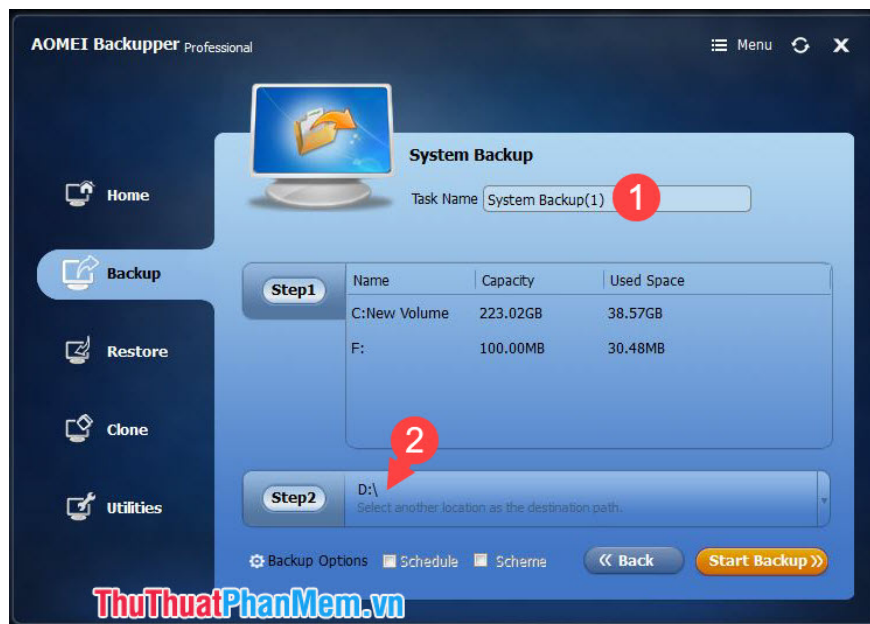 AOMEI Backupper Professional
Menu
System Backup
Task Name System Backup(1) 1
Home
Backup
Step1
Name Capacity Used Space
C:New Volume 223.02GB 38.57GB
F: 100.00MB 30.48MB
Restore
Clone
2
Step2
D:\
Select another location as the destination path.
Utilities
Backup Options Schedule Scheme Back Start Backup
ThuThuatPhanMem.vn